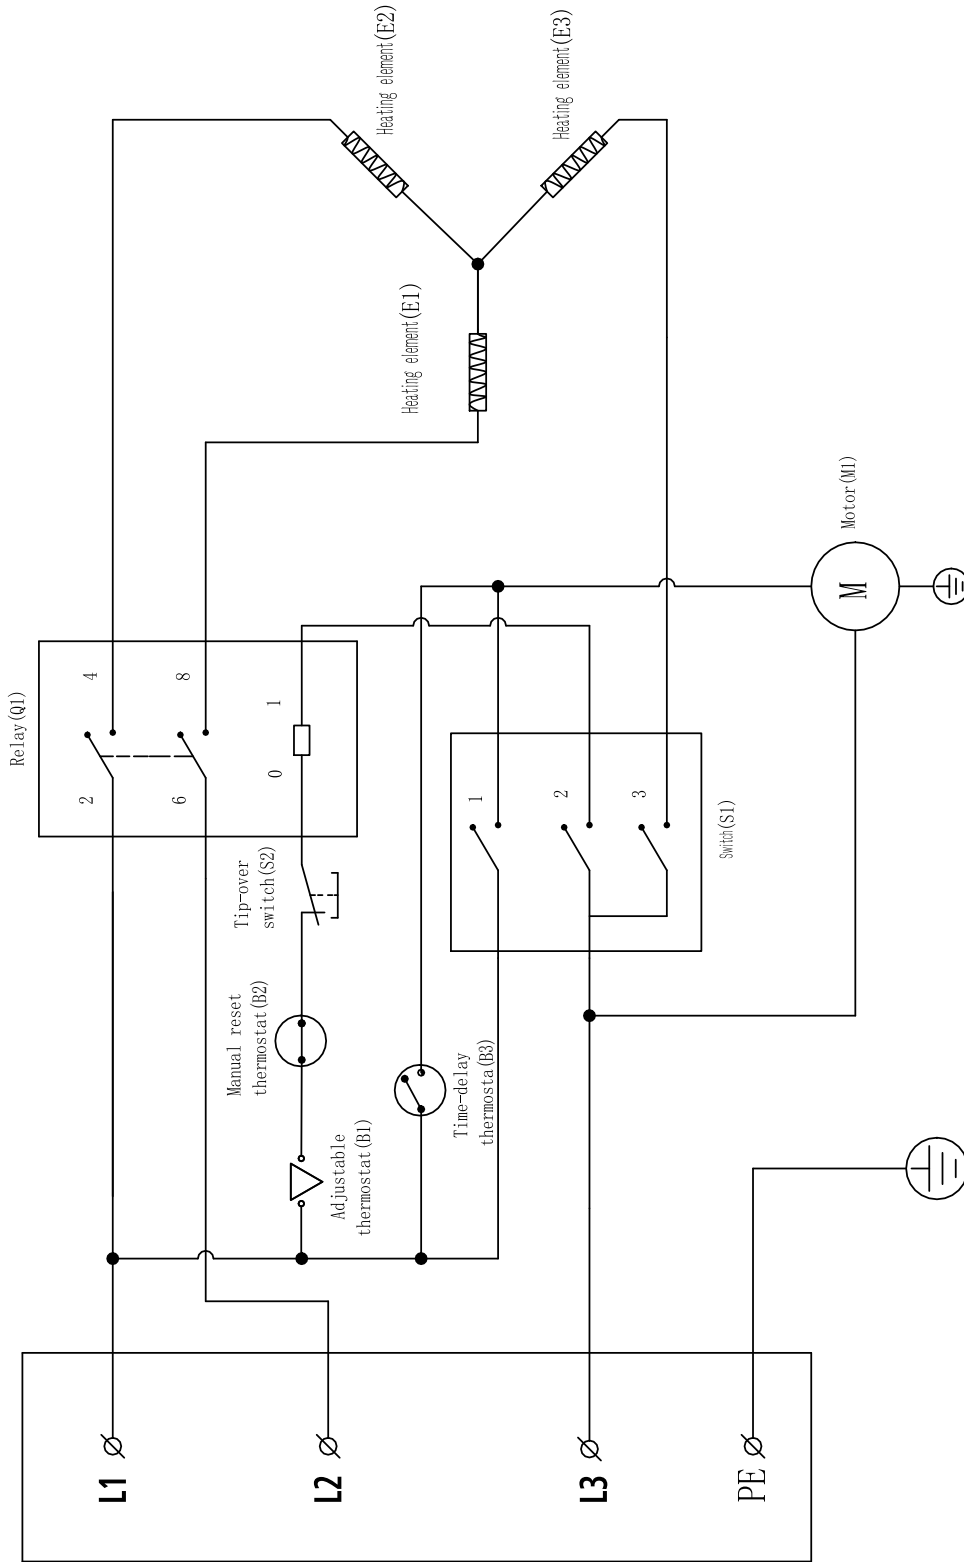 Heating element(E2)
Heating element(E3)
Heating element(E1)
Motor(M1)
M
Relay(Q1)
4
8
1
2
6
0
Tip-over
switch(S2)
Manual reset
thermostat(B2)
Adjustable
thermostat(B1)
Time-delay
thermosta(B3)
1
2
3
Switch(S1)
L1
L2
L3
PE